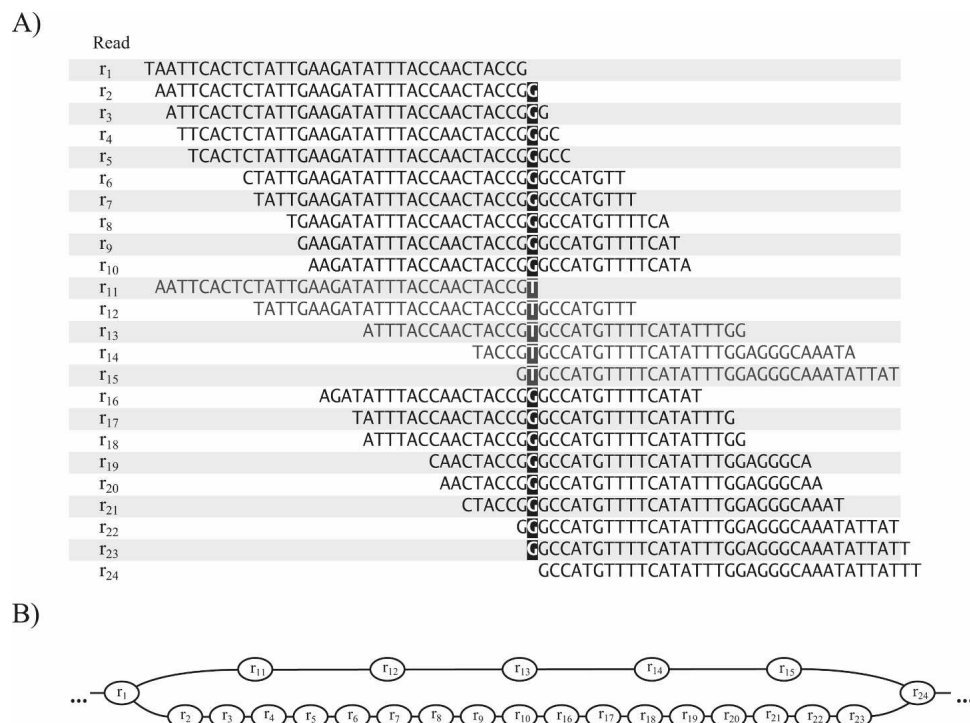 A)
Read
r1 TAATTCACTCTATTGAAGATATTTACCAACTACCG
r2 AATTCACTCTATTGAAGATATTTACCAACTACCGG
r3 ATTCACTCTATTGAAGATATTTACCAACTACCGGG
r4 TTCACTCTATTGAAGATATTTACCAACTACCGGGC
r5 TCACTCTATTGAAGATATTTACCAACTACCGGGCC
r6 CTATTGAAGATATTTACCAACTACCGGGCCATGTT
r7 TATTGAAGATATTTACCAACTACCGGGCCATGTTT
r8 TGAAGATATTTACCAACTACCGGGCCATGTTTTCA
r9 GAAGATATTTACCAACTACCGGGCCATGTTTTCAT
r10 AAGATATTTACCAACTACCGGGCCATGTTTTCATA
r11 AATTCACTCTATTGAAGATATTTACCAACTACCGT
r12 TATTGAAGATATTTACCAACTACCGTGCCATGTTT
r13 ATTTACCAACTACCGTGCCATGTTTTCATATTTGG
r14 TACCGTGCCATGTTTTCATATTTGGAGGGCAAATA
r15 GTGCCATGTTTTCATATTTGGAGGGCAAATATTAT
r16 AGATATTTACCAACTACCGGGCCATGTTTTCATAT
r17 TATTTACCAACTACCGGGCCATGTTTTCATATTTG
r18 ATTTACCAACTACCGGGCCATGTTTTCATATTTGG
r19 CAACTACCGGGCCATGTTTTCATATTTGGAGGGCA
r20 AACTACCGGGCCATGTTTTCATATTTGGAGGGCAA
r21 CTACCGGGCCATGTTTTCATATTTGGAGGGCAAAT
r22 GGGCCATGTTTTCATATTTGGAGGGCAAATATTAT
r23 GGCCATGTTTTCATATTTGGAGGGCAAATATTATT
r24 GCCATGTTTTCATATTTGGAGGGCAAATATTATTT
B)
r11 r12 r13 r14 r15
... r1 r24 ...
r2 r3 r4 r5 r6 r7 r8 r9 r10 r16 r17 r18 r19 r20 r21 r22 r23